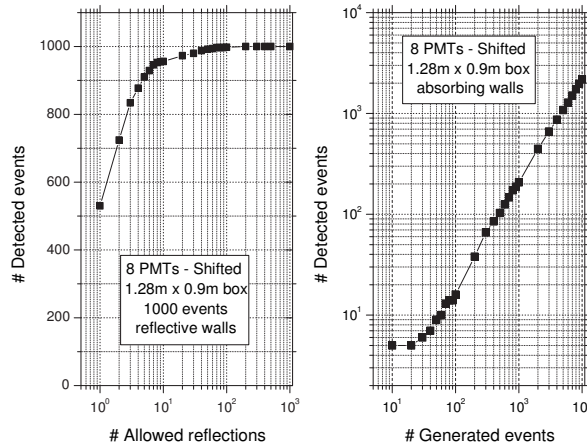 1000
800
600
400
200
0
# Detected events
8 PMTs - Shifted
1.28m x 0.9m box
1000 events
reflective walls
10^0
10^1
10^2
10^3
# Allowed reflections
10^4
10^3
10^2
10^1
# Detected events
8 PMTs - Shifted
1.28m x 0.9m box
absorbing walls
10^1
10^2
10^3
10
# Generated events